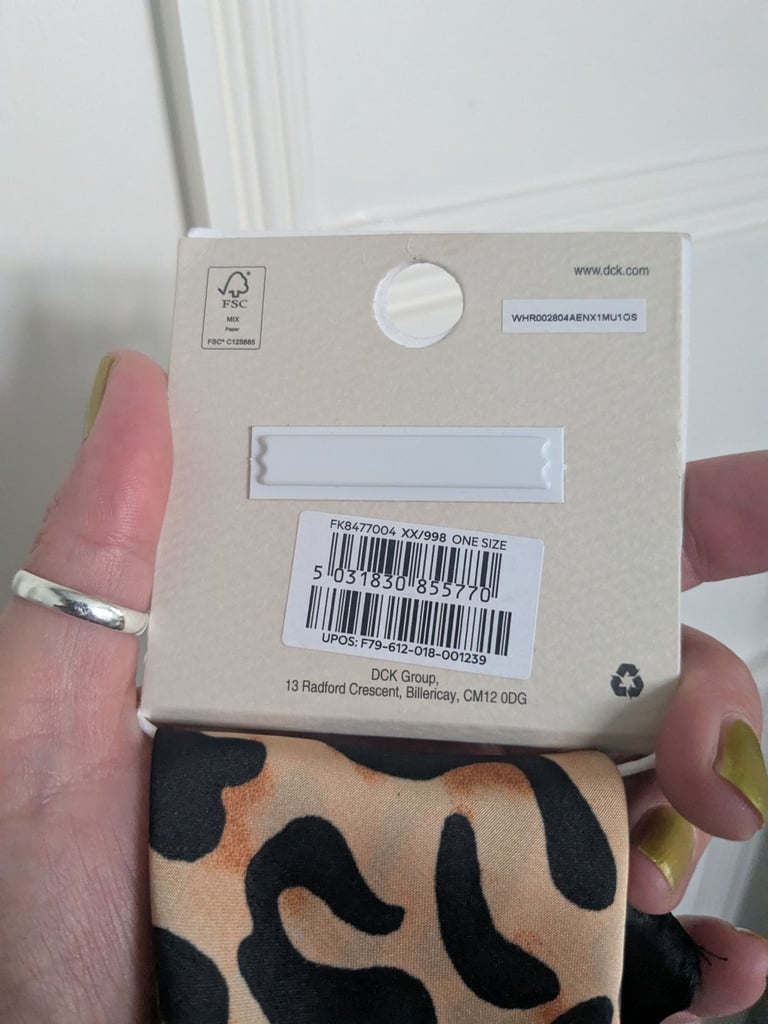 www.dck.com
FSC
MIX
Paper
FSC® C125685
WHR002804AENX1MU1OS
FK8477004 XX/998 ONE SIZE
5 031830 855770
UPOS: F79-612-018-001239
DCK Group,
13 Radford Crescent, Billericay, CM12 0DG